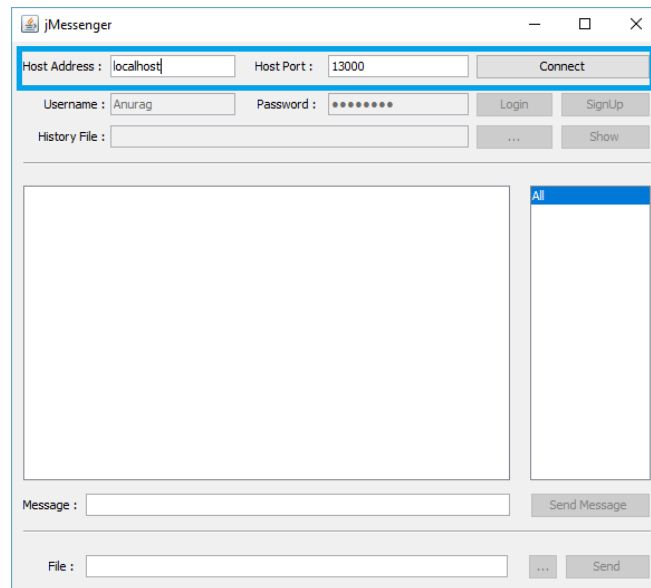 jMessenger
Host Address : localhost Host Port : 13000 Connect
Username : Anurag Password : ●●●●●●●● Login SignUp
History File : ... Show
All
Message : Send Message
File : ... Send